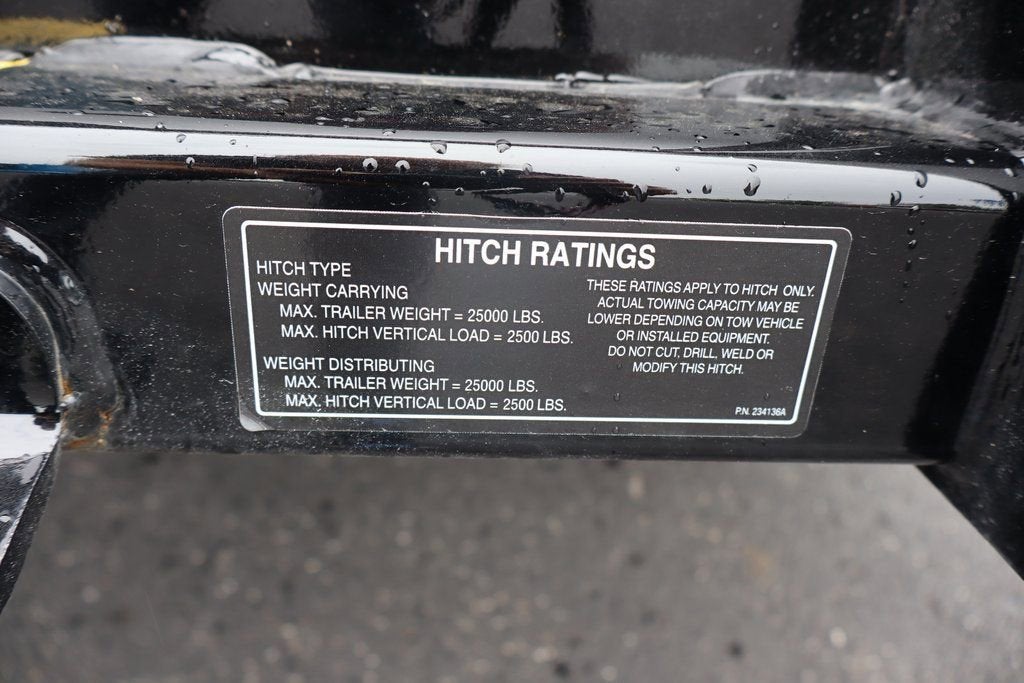 HITCH RATINGS
HITCH TYPE
WEIGHT CARRYING
MAX. TRAILER WEIGHT = 25000 LBS.
MAX. HITCH VERTICAL LOAD = 2500 LBS.
WEIGHT DISTRIBUTING
MAX. TRAILER WEIGHT = 25000 LBS.
MAX. HITCH VERTICAL LOAD = 2500 LBS.
THESE RATINGS APPLY TO HITCH ONLY.
ACTUAL TOWING CAPACITY MAY BE
LOWER DEPENDING ON TOW VEHICLE
OR INSTALLED EQUIPMENT.
DO NOT CUT, DRILL, WELD OR
MODIFY THIS HITCH.
P.N. 234136A